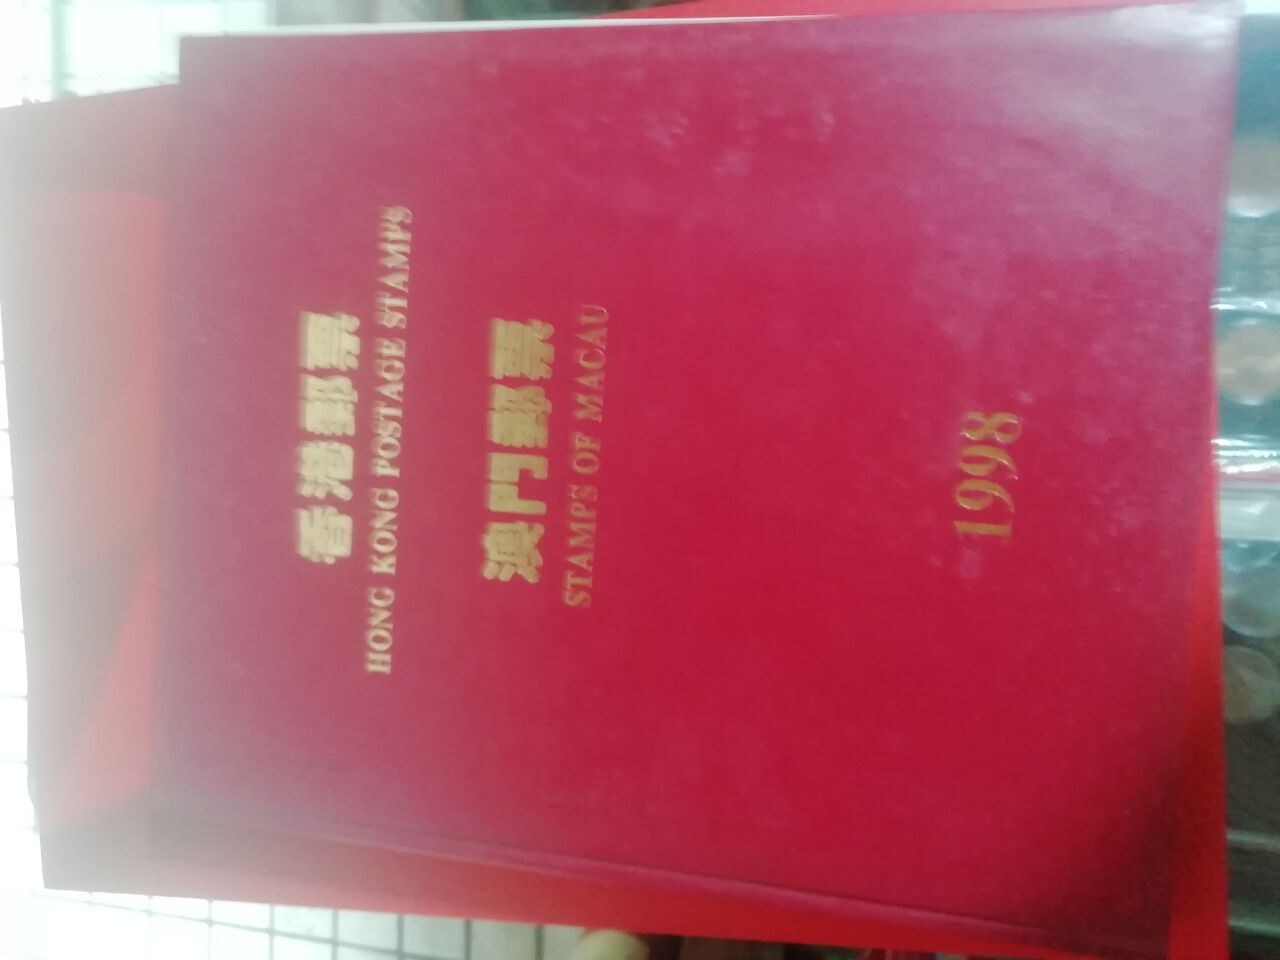 香港郵票
HONG KONG POSTAGE STAMPS
澳門郵票
STAMPS OF MACAU
1998